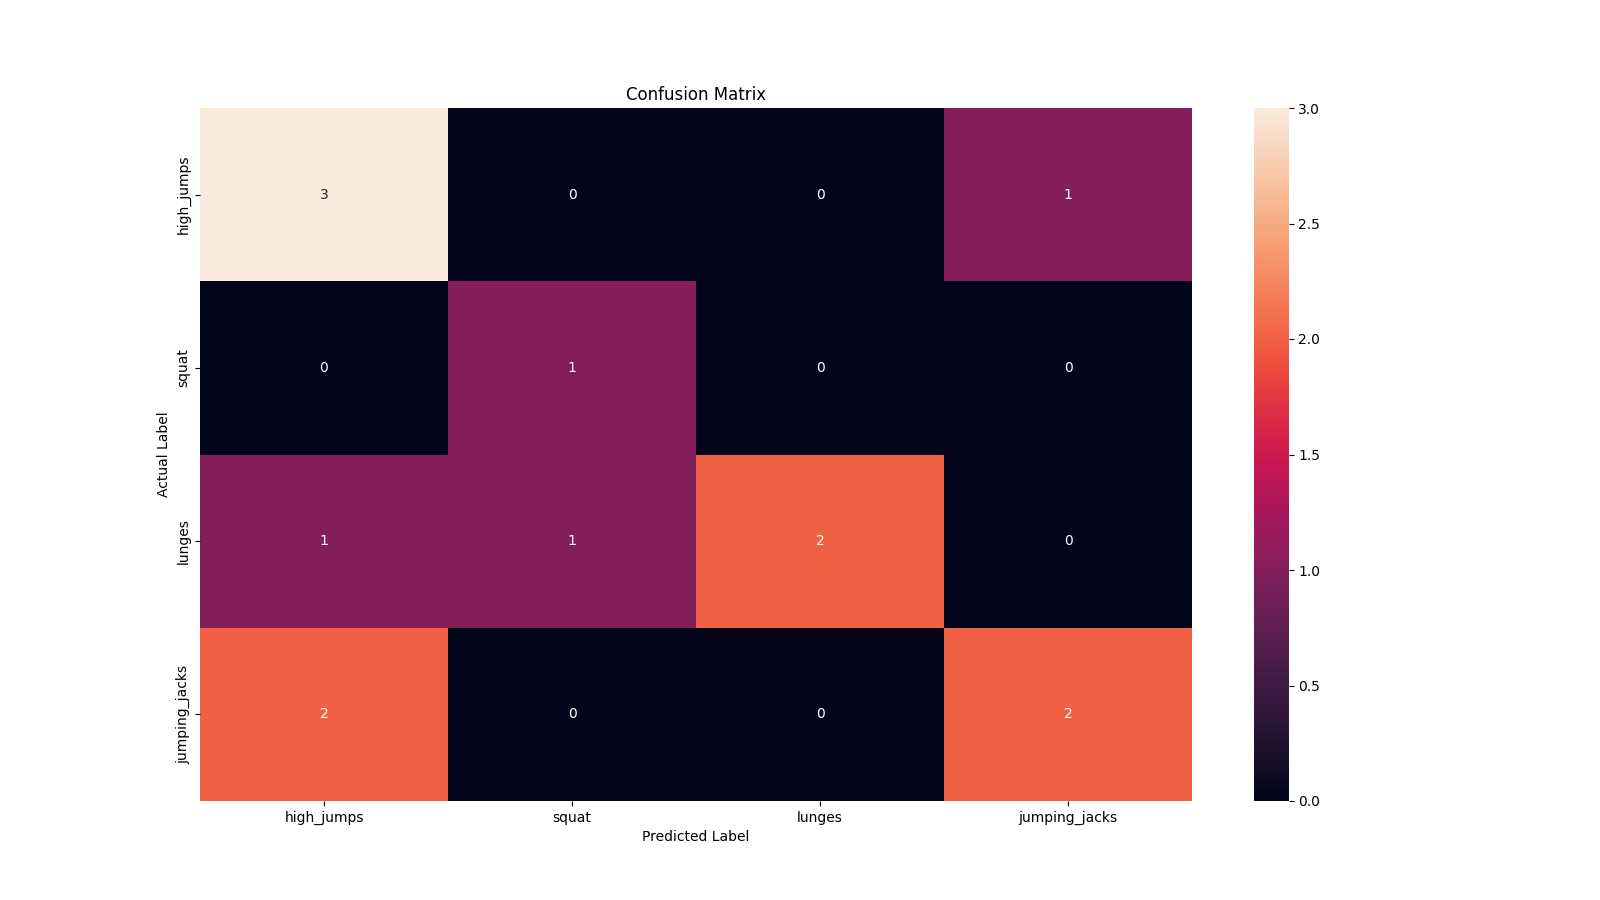 Confusion Matrix
high_jumps
3 0 0 1
squat
0 1 0 0
lunges
1 1 2 0
jumping_jacks
2 0 0 2
Actual Label
high_jumps squat lunges jumping_jacks
Predicted Label
3.0
2.5
2.0
1.5
1.0
0.5
0.0